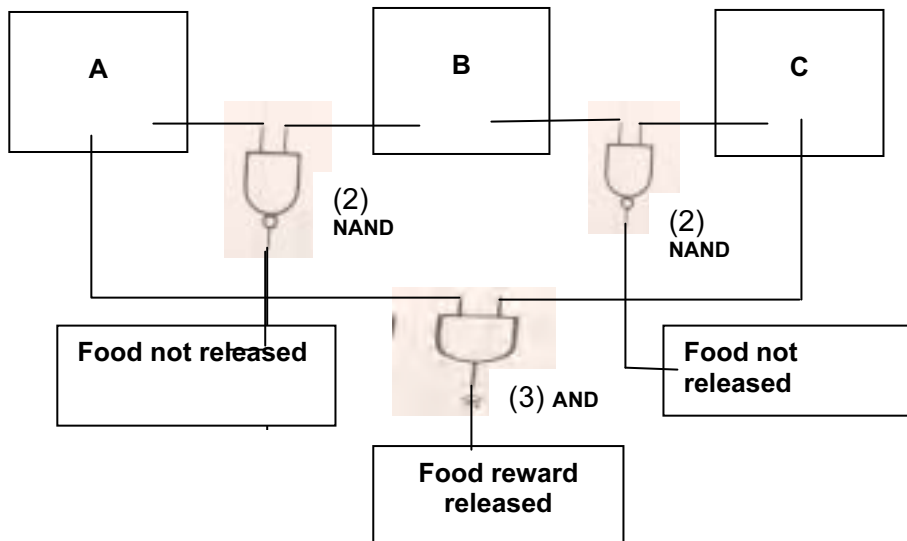 A
B
C
(2)
NAND
(2)
NAND
Food not released
(3) AND
Food not
released
Food reward
released